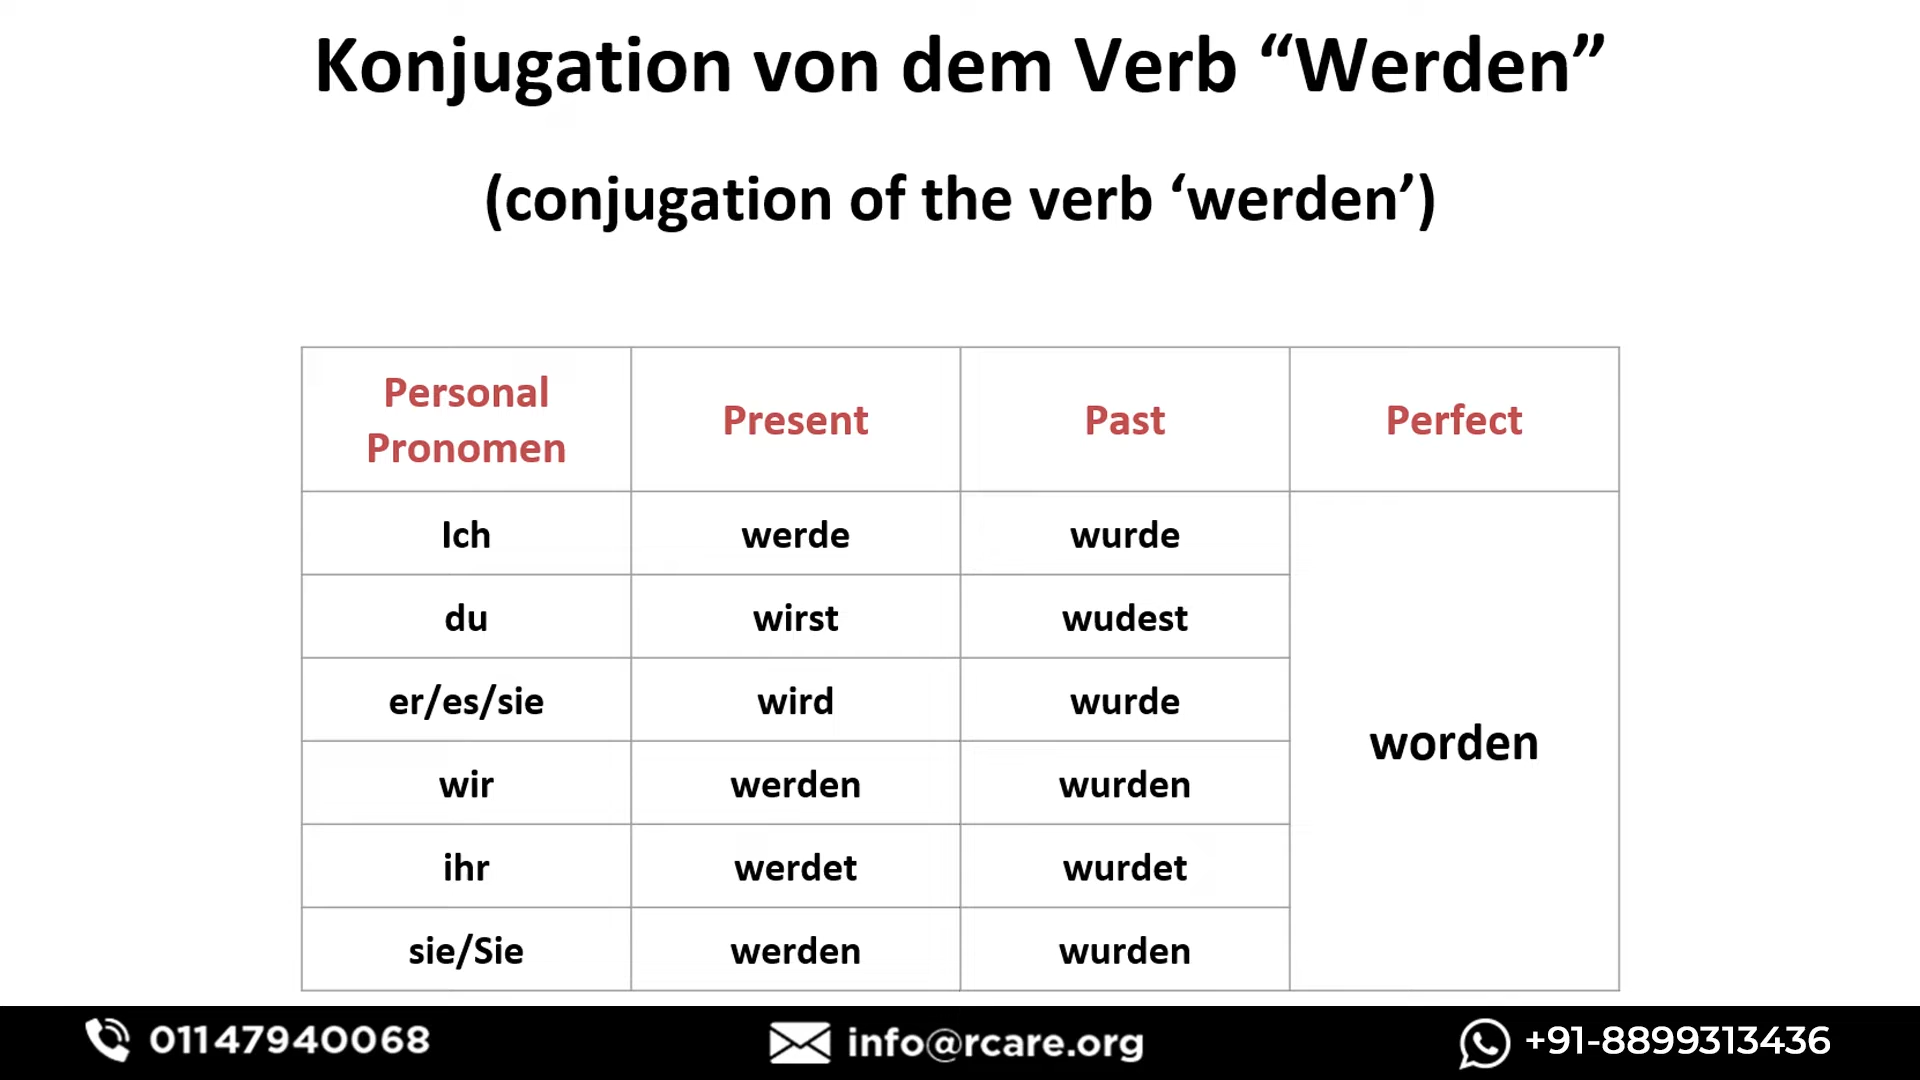 Konjugation von dem Verb “Werden”
(conjugation of the verb ‘werden’)
Personal Pronomen Present Past Perfect
Ich werde wurde
du wirst wudest
er/es/sie wird wurde
worden
wir werden wurden
ihr werdet wurdet
sie/Sie werden wurden
01147940068 info@rcare.org +91-8899313436